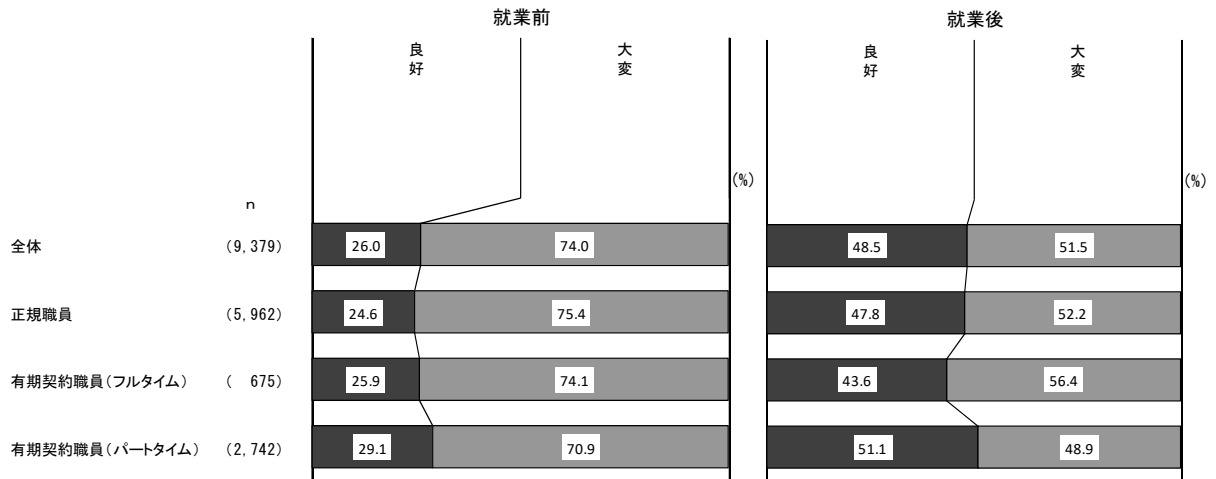 就業前 就業後
良好 大変 良好 大変
(%) (%)
n
全体 (9,379) 26.0 74.0 48.5 51.5
正規職員 (5,962) 24.6 75.4 47.8 52.2
有期契約職員(フルタイム) ( 675) 25.9 74.1 43.6 56.4
有期契約職員(パートタイム) (2,742) 29.1 70.9 51.1 48.9